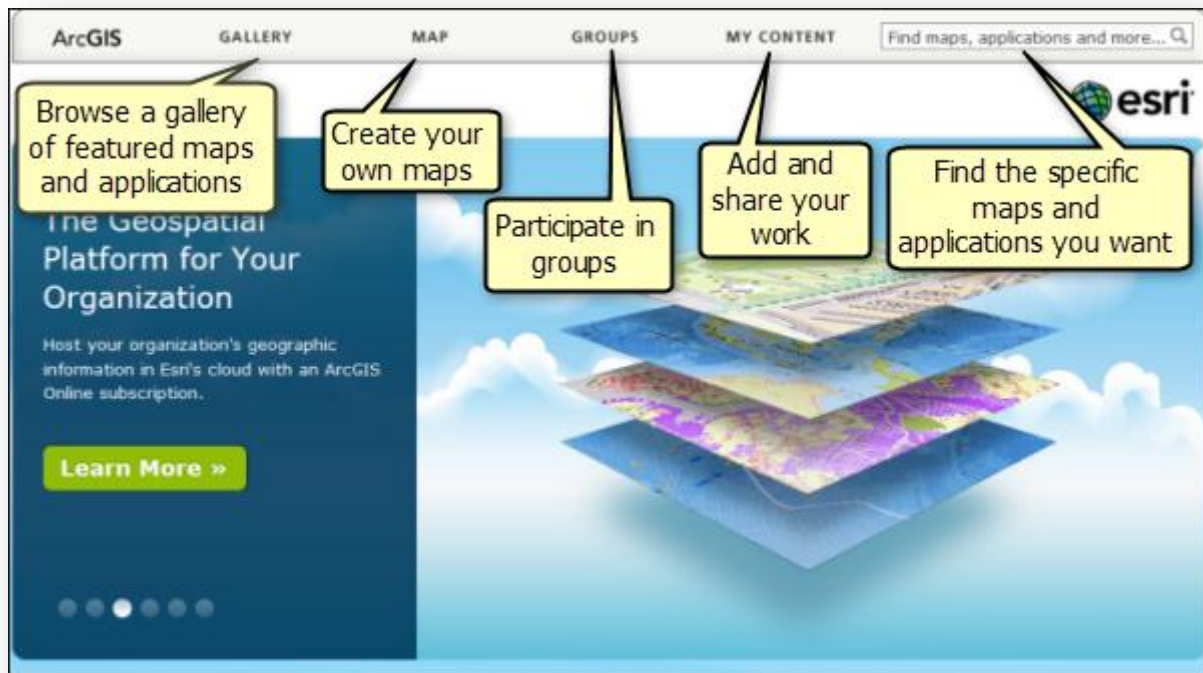 ArcGIS GALLERY MAP GROUPS MY CONTENT Find maps, applications and more...
esri
Browse a gallery
of featured maps
and applications
Create your
own maps
Participate in
groups
Add and
share your
work
Find the specific
maps and
applications you want
The Geospatial
Platform for Your
Organization
Host your organization's geographic
information in Esri's cloud with an ArcGIS
Online subscription.
Learn More »